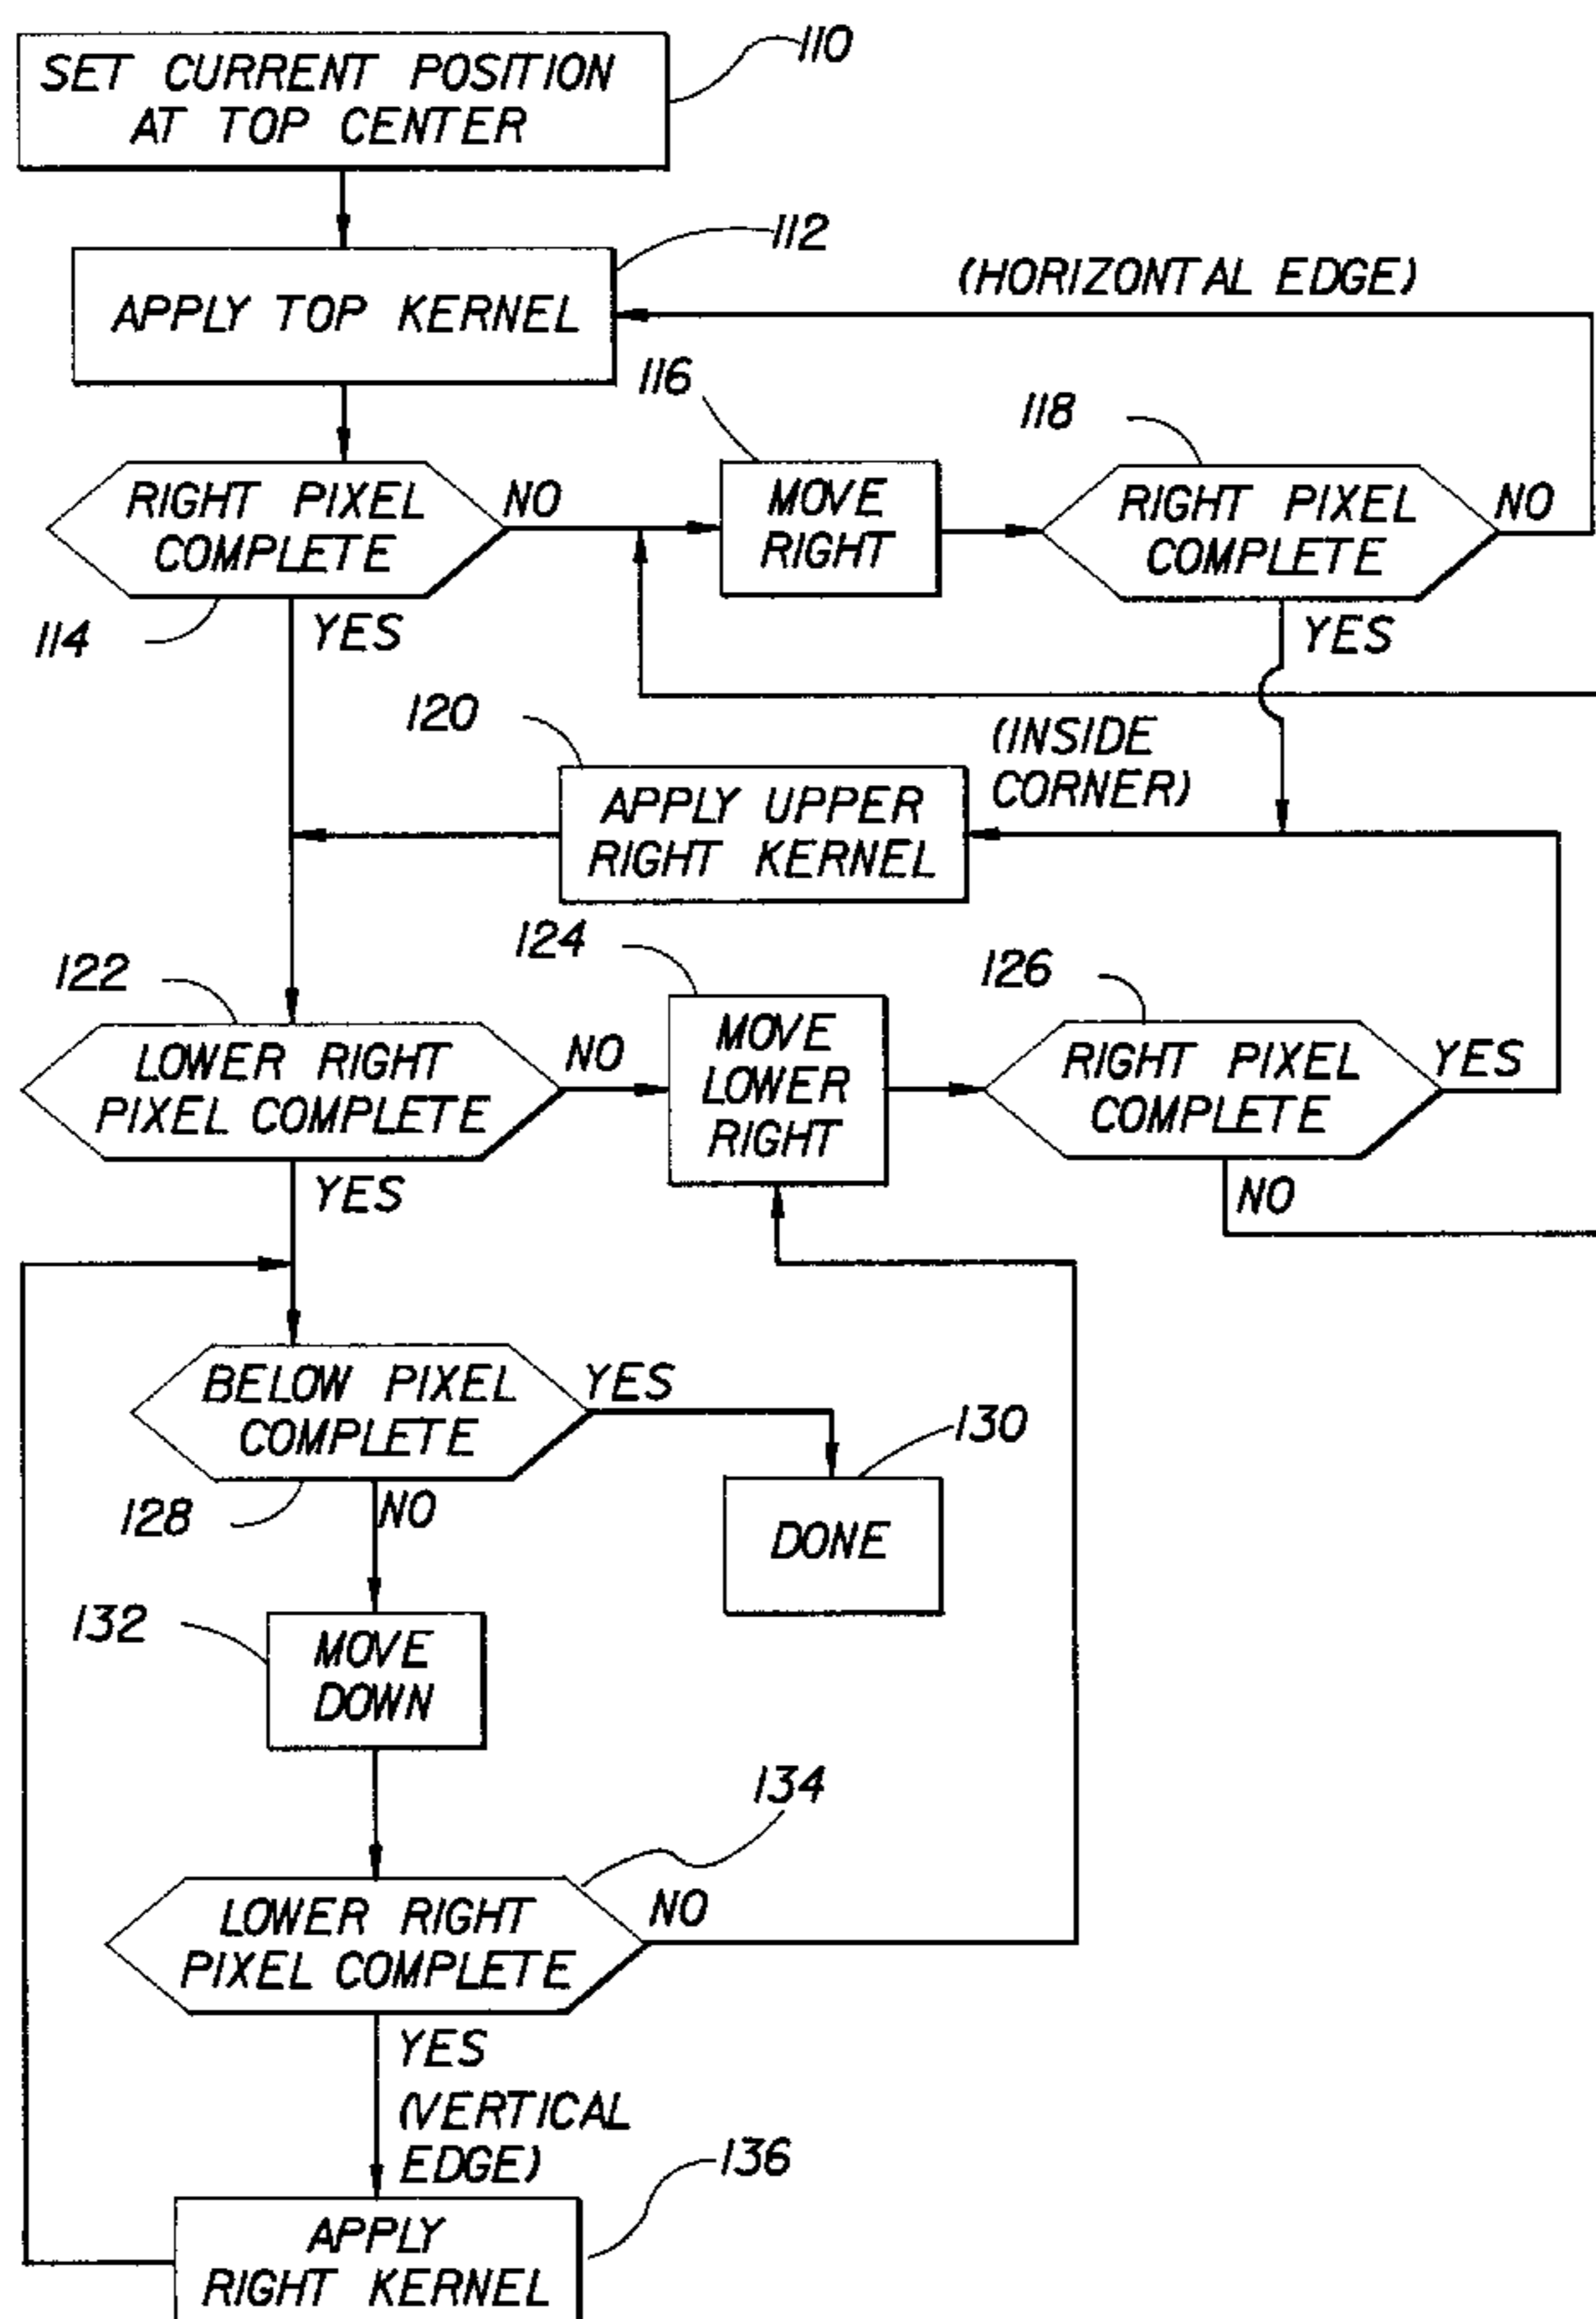 110
SET CURRENT POSITION
AT TOP CENTER
112
(HORIZONTAL EDGE)
APPLY TOP KERNEL
116
118
RIGHT PIXEL
COMPLETE
NO
MOVE
RIGHT
RIGHT PIXEL
COMPLETE
NO
114
YES
YES
120
(INSIDE
CORNER)
APPLY UPPER
RIGHT KERNEL
124
122
126
LOWER RIGHT
PIXEL COMPLETE
NO
MOVE
LOWER
RIGHT
RIGHT PIXEL
COMPLETE
YES
YES
NO
BELOW PIXEL
COMPLETE
YES
130
128
NO
DONE
132
MOVE
DOWN
134
LOWER RIGHT
PIXEL COMPLETE
NO
YES
(VERTICAL
EDGE)
136
APPLY
RIGHT KERNEL